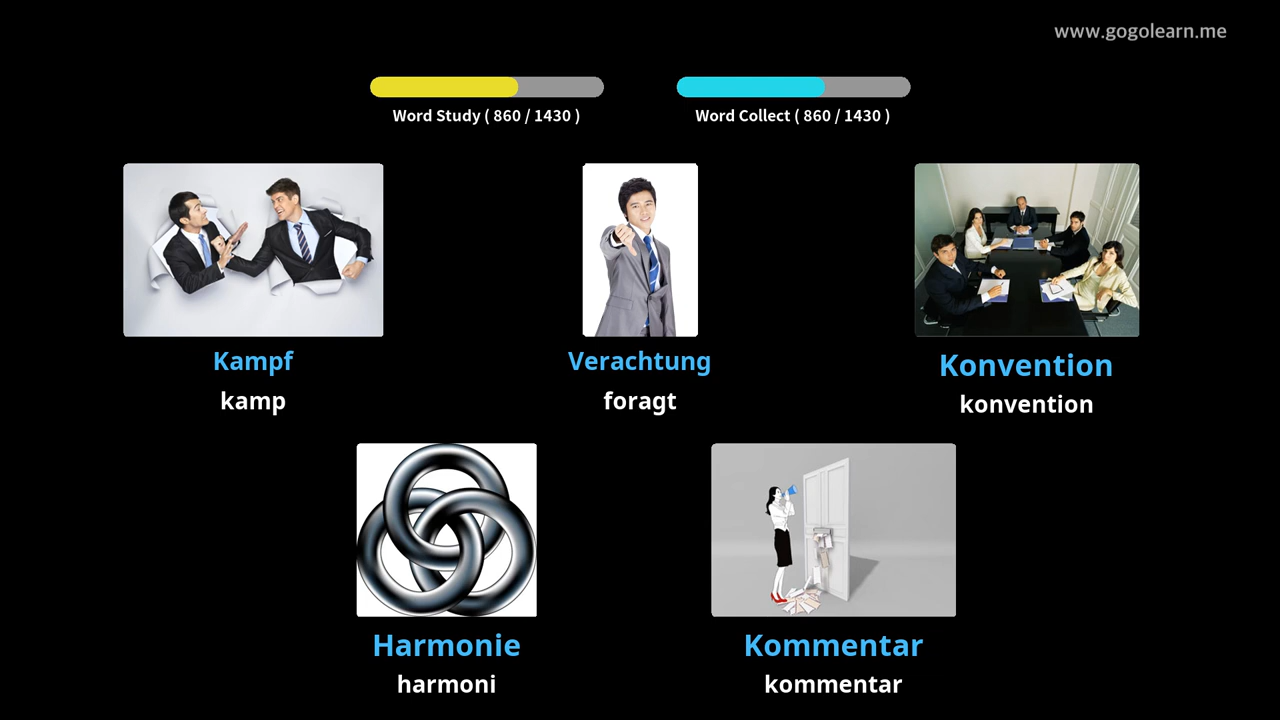 www.gogolearn.me
Word Study ( 860 / 1430 )
Word Collect ( 860 / 1430 )
Kampf
kamp
Verachtung
foragt
Konvention
konvention
Harmonie
harmoni
Kommentar
kommentar